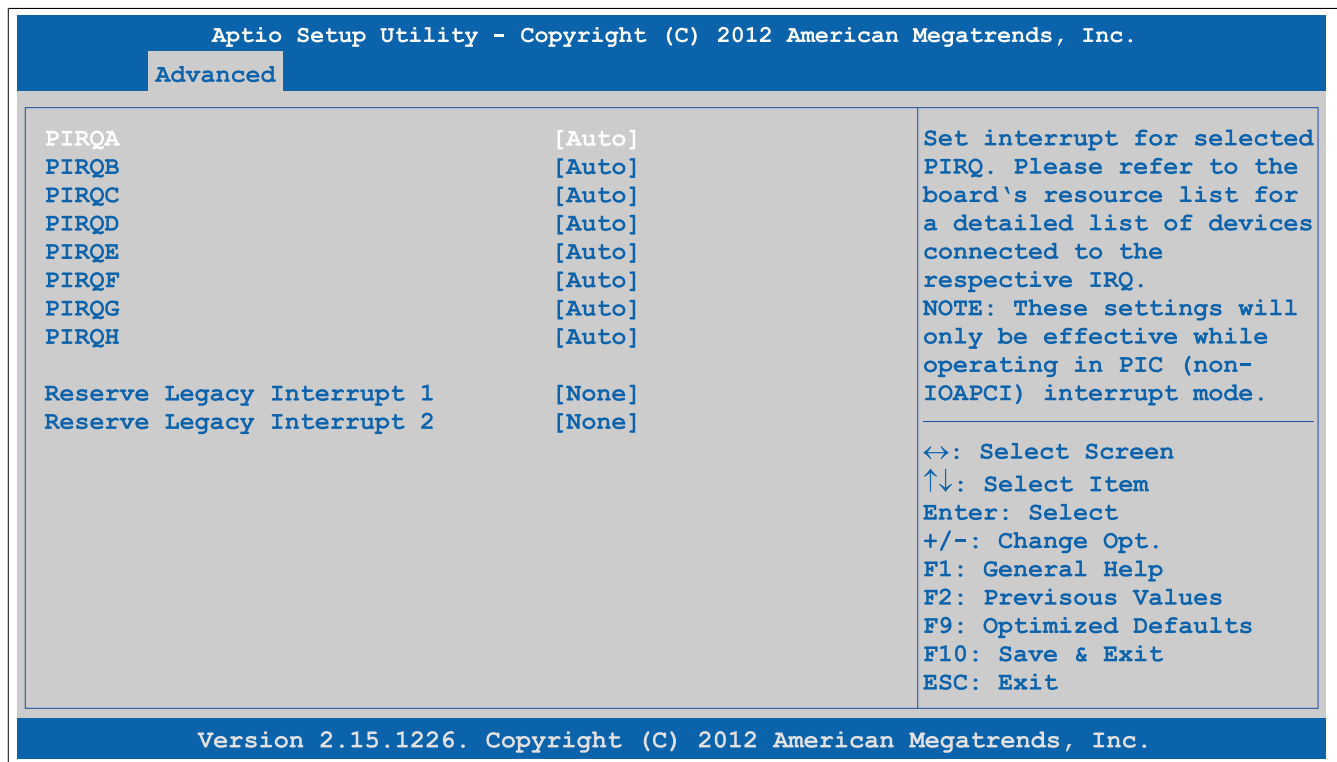 Aptio Setup Utility - Copyright (C) 2012 American Megatrends, Inc.
Advanced
PIRQA [Auto]
PIRQB [Auto]
PIRQC [Auto]
PIRQD [Auto]
PIRQE [Auto]
PIRQF [Auto]
PIRQG [Auto]
PIRQH [Auto]
Reserve Legacy Interrupt 1 [None]
Reserve Legacy Interrupt 2 [None]
Set interrupt for selected
PIRQ. Please refer to the
board‘s resource list for
a detailed list of devices
connected to the
respective IRQ.
NOTE: These settings will
only be effective while
operating in PIC (non-
IOAPCI) interrupt mode.
↔: Select Screen
↑↓: Select Item
Enter: Select
+/-: Change Opt.
F1: General Help
F2: Previsous Values
F9: Optimized Defaults
F10: Save & Exit
ESC: Exit
Version 2.15.1226. Copyright (C) 2012 American Megatrends, Inc.